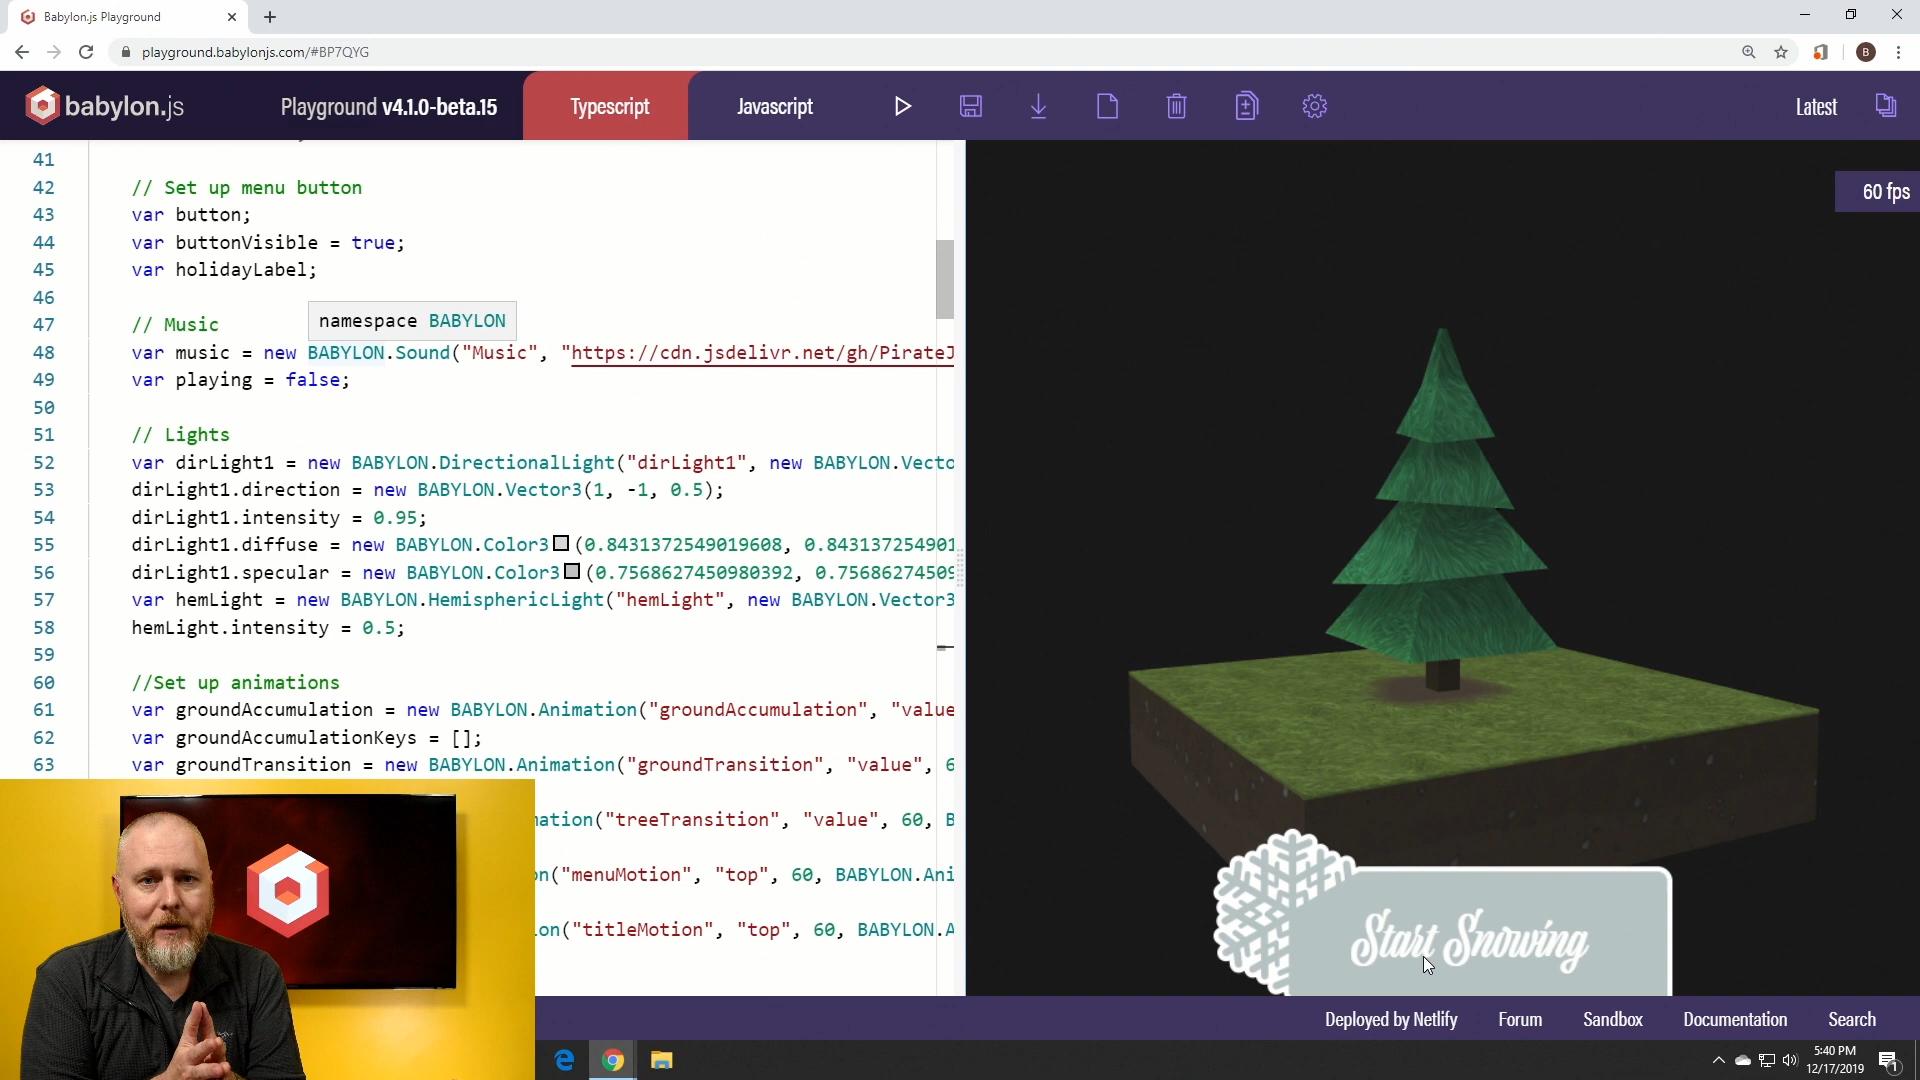 Babylon.js Playground
playground.babylonjs.com/#BP7QYG
B
babylon.js
Playground v4.1.0-beta.15
Typescript
Javascript
Latest
60 fps
41
42 // Set up menu button
43 var button;
44 var buttonVisible = true;
45 var holidayLabel;
46
namespace BABYLON
47 // Music
48 var music = new BABYLON.Sound("Music", "https://cdn.jsdelivr.net/gh/PirateJ
49 var playing = false;
50
51 // Lights
52 var dirLight1 = new BABYLON.DirectionalLight("dirLight1", new BABYLON.Vecto
53 dirLight1.direction = new BABYLON.Vector3(1, -1, 0.5);
54 dirLight1.intensity = 0.95;
55 dirLight1.diffuse = new BABYLON.Color3(0.8431372549019608, 0.843137254901
56 dirLight1.specular = new BABYLON.Color3(0.7568627450980392, 0.75686274509
57 var hemLight = new BABYLON.HemisphericLight("hemLight", new BABYLON.Vector3
58 hemLight.intensity = 0.5;
59
60 //Set up animations
61 var groundAccumulation = new BABYLON.Animation("groundAccumulation", "value
62 var groundAccumulationKeys = [];
63 var groundTransition = new BABYLON.Animation("groundTransition", "value", 6
ation("treeTransition", "value", 60, B
on("menuMotion", "top", 60, BABYLON.Ani
on("titleMotion", "top", 60, BABYLON.A
Start Snowing
Deployed by Netlify
Forum
Sandbox
Documentation
Search
5:40 PM
12/17/2019
1